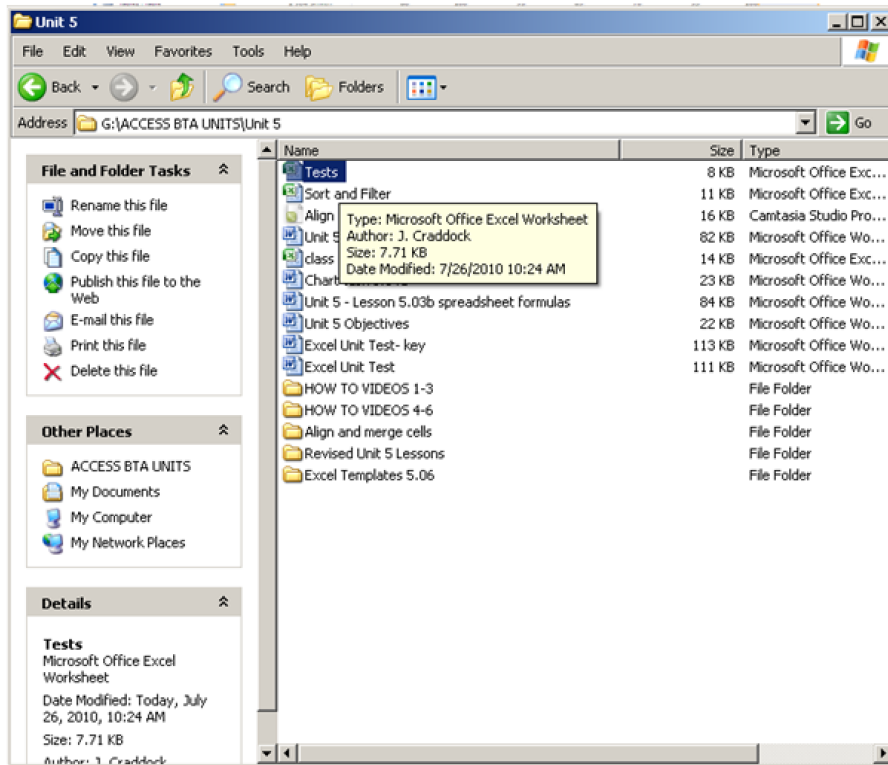 Unit 5
File Edit View Favorites Tools Help
Back Search Folders
Address G:\ACCESS BTA UNITS\Unit 5 Go
File and Folder Tasks
Rename this file
Move this file
Copy this file
Publish this file to the
Web
E-mail this file
Print this file
Delete this file
Other Places
ACCESS BTA UNITS
My Documents
My Computer
My Network Places
Details
Tests
Microsoft Office Excel
Worksheet
Date Modified: Today, July
26, 2010, 10:24 AM
Size: 7.71 KB
Author: J. Craddock
Name Size Type
Tests 8 KB Microsoft Office Exc...
Sort and Filter 11 KB Microsoft Office Exc...
Align 16 KB Camtasia Studio Pro...
Unit 5 82 KB Microsoft Office Wo...
class 14 KB Microsoft Office Exc...
Chart 23 KB Microsoft Office Wo...
Unit 5 - Lesson 5.03b spreadsheet formulas 84 KB Microsoft Office Wo...
Unit 5 Objectives 22 KB Microsoft Office Wo...
Excel Unit Test- key 113 KB Microsoft Office Wo...
Excel Unit Test 111 KB Microsoft Office Wo...
HOW TO VIDEOS 1-3 File Folder
HOW TO VIDEOS 4-6 File Folder
Align and merge cells File Folder
Revised Unit 5 Lessons File Folder
Excel Templates 5.06 File Folder
Type: Microsoft Office Excel Worksheet
Author: J. Craddock
Size: 7.71 KB
Date Modified: 7/26/2010 10:24 AM